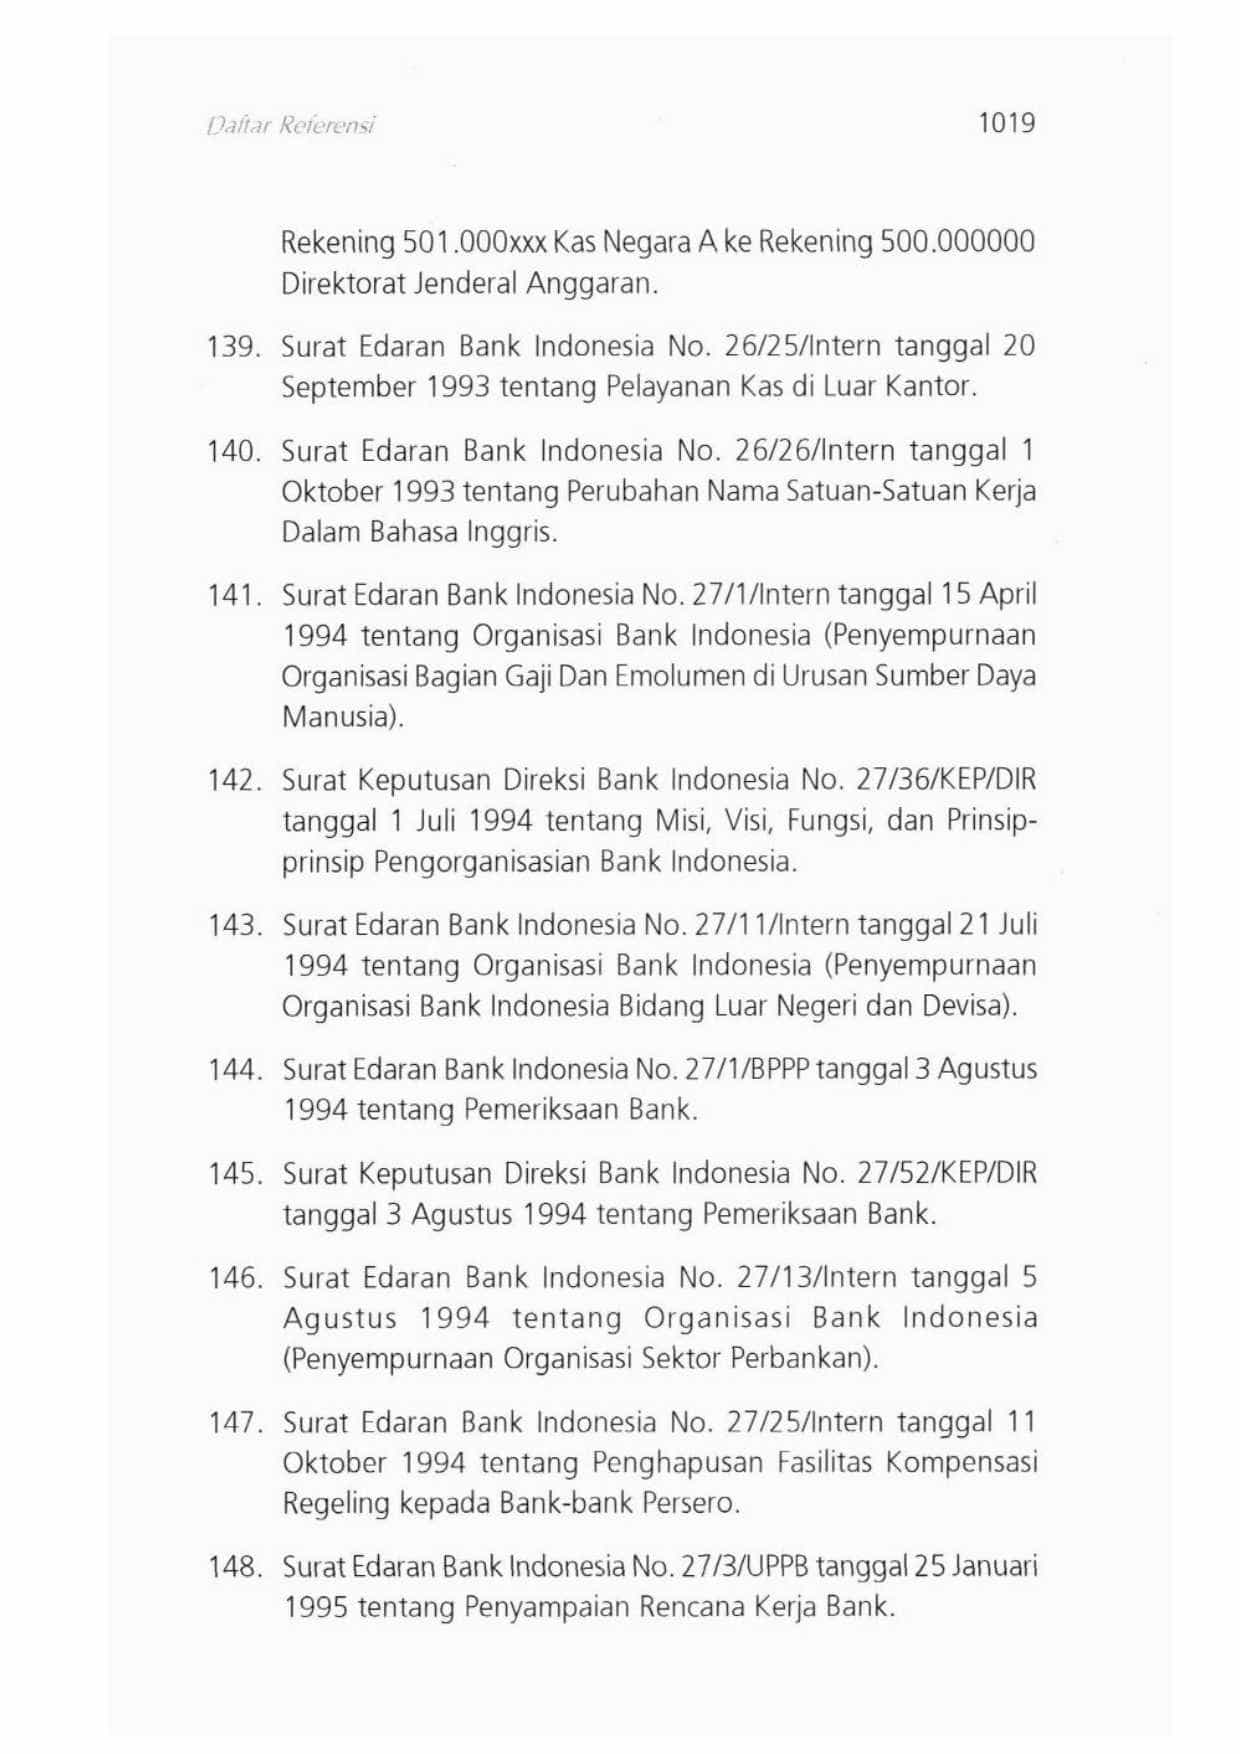 Daftar Referensi
1019
Rekening 501.000xxx Kas Negara A ke Rekening 500.000000
Direktorat Jenderal Anggaran.
139. Surat Edaran Bank Indonesia No. 26/25/Intern tanggal 20
September 1993 tentang Pelayanan Kas di Luar Kantor.
140. Surat Edaran Bank Indonesia No. 26/26/Intern tanggal 1
Oktober 1993 tentang Perubahan Nama Satuan-Satuan Kerja
Dalam Bahasa Inggris.
141. Surat Edaran Bank Indonesia No. 27/1/Intern tanggal 15 April
1994 tentang Organisasi Bank Indonesia (Penyempurnaan
Organisasi Bagian Gaji Dan Emolumen di Urusan Sumber Daya
Manusia).
142. Surat Keputusan Direksi Bank Indonesia No. 27/36/KEP/DIR
tanggal 1 Juli 1994 tentang Misi, Visi, Fungsi, dan Prinsip-
prinsip Pengorganisasian Bank Indonesia.
143. Surat Edaran Bank Indonesia No. 27/11/Intern tanggal 21 Juli
1994 tentang Organisasi Bank Indonesia (Penyempurnaan
Organisasi Bank Indonesia Bidang Luar Negeri dan Devisa).
144. Surat Edaran Bank Indonesia No. 27/1/BPPP tanggal 3 Agustus
1994 tentang Pemeriksaan Bank.
145. Surat Keputusan Direksi Bank Indonesia No. 27/52/KEP/DIR
tanggal 3 Agustus 1994 tentang Pemeriksaan Bank.
146. Surat Edaran Bank Indonesia No. 27/13/Intern tanggal 5
Agustus 1994 tentang Organisasi Bank Indonesia
(Penyempurnaan Organisasi Sektor Perbankan).
147. Surat Edaran Bank Indonesia No. 27/25/Intern tanggal 11
Oktober 1994 tentang Penghapusan Fasilitas Kompensasi
Regeling kepada Bank-bank Persero.
148. Surat Edaran Bank Indonesia No. 27/3/UPPB tanggal 25 Januari
1995 tentang Penyampaian Rencana Kerja Bank.